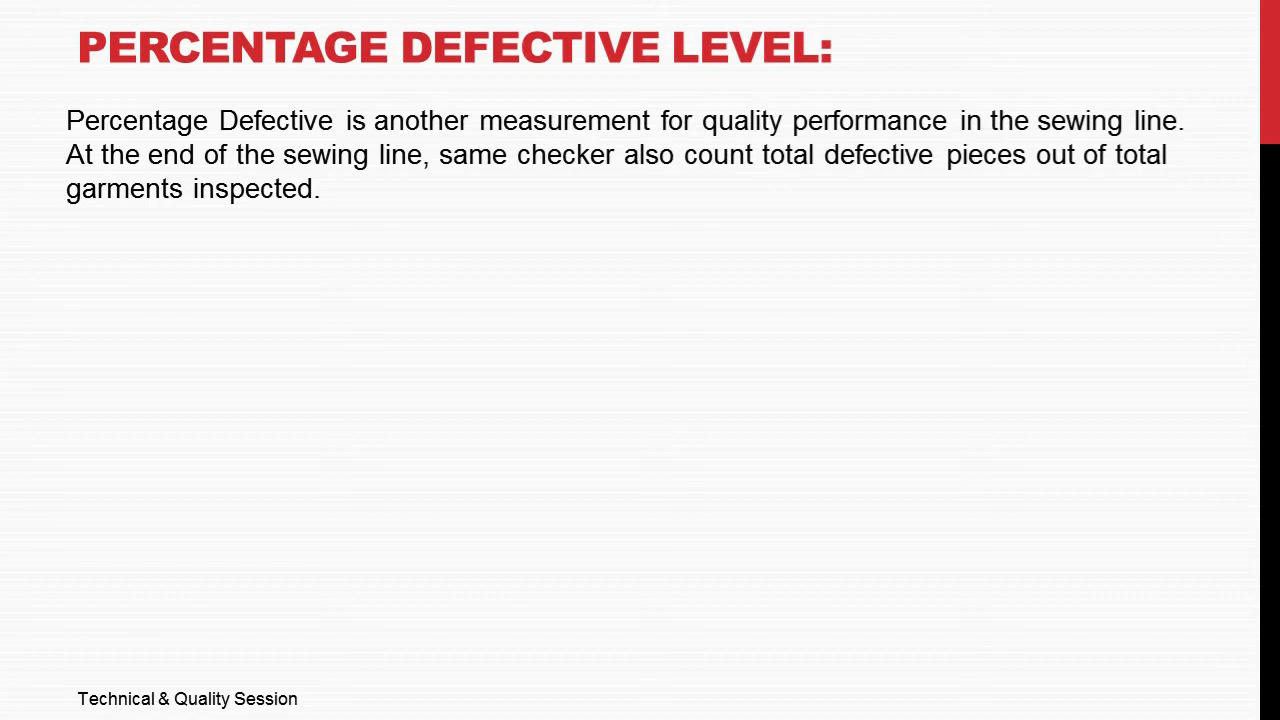 PERCENTAGE DEFECTIVE LEVEL:
Percentage Defective is another measurement for quality performance in the sewing line.
At the end of the sewing line, same checker also count total defective pieces out of total
garments inspected.
Technical & Quality Session